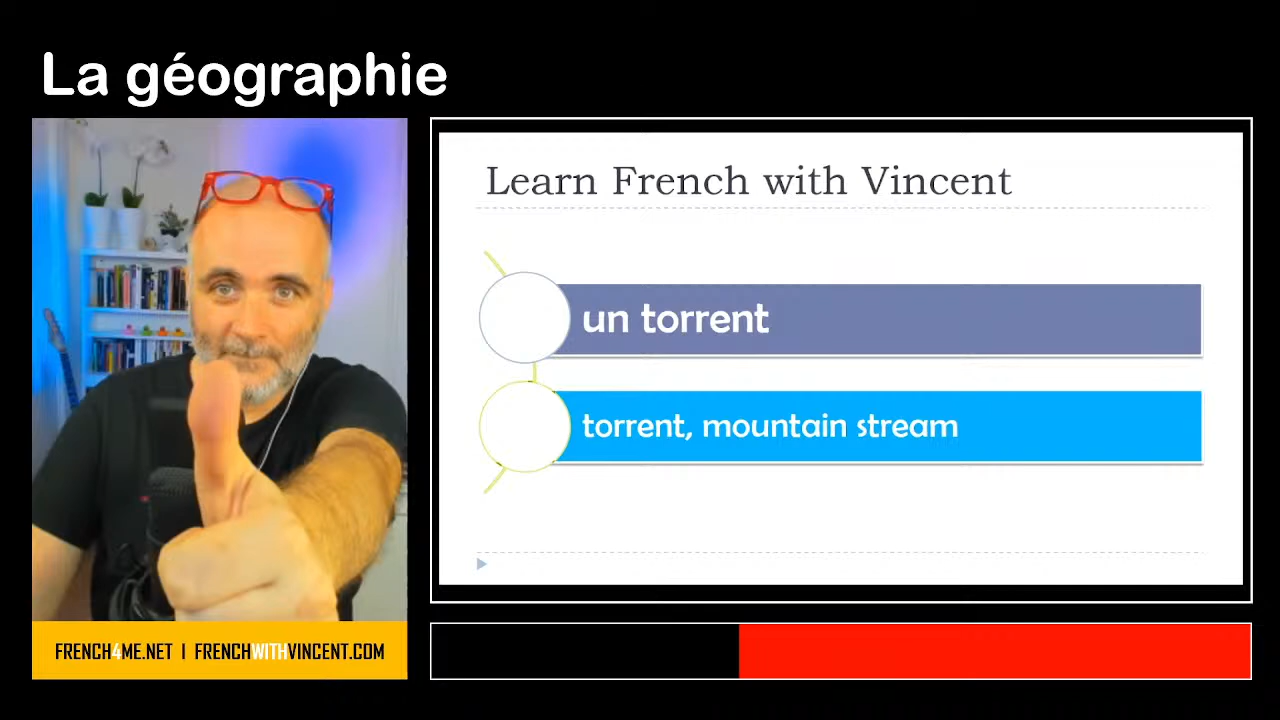 La géographie
Learn French with Vincent
un torrent
torrent, mountain stream
FRENCH4ME.NET | FRENCHWITHVINCENT.COM